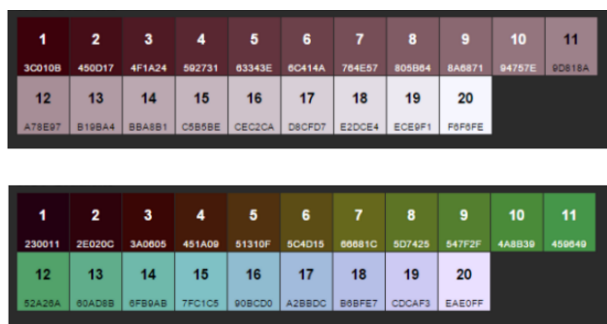 1 2 3 4 5 6 7 8 9 10 11
3C010B 450D17 4F1A24 592731 63343E 6C414A 764E57 805B64 8A6871 94757E 9D818A
12 13 14 15 16 17 18 19 20
A78E97 B19BA4 BBA8B1 C5B5BE CEC2CA D8CFD7 E2DCE4 ECE9F1 F6F6FE
1 2 3 4 5 6 7 8 9 10 11
230011 2E020C 3A0605 451A09 51310F 5C4D15 66681C 5D7425 547F2F 4A8B39 459649
12 13 14 15 16 17 18 19 20
52A26A 60AD8B 6FB9AB 7FC1C5 90BCD0 A2BBDC B6BFE7 CDCAF3 EAE0FF